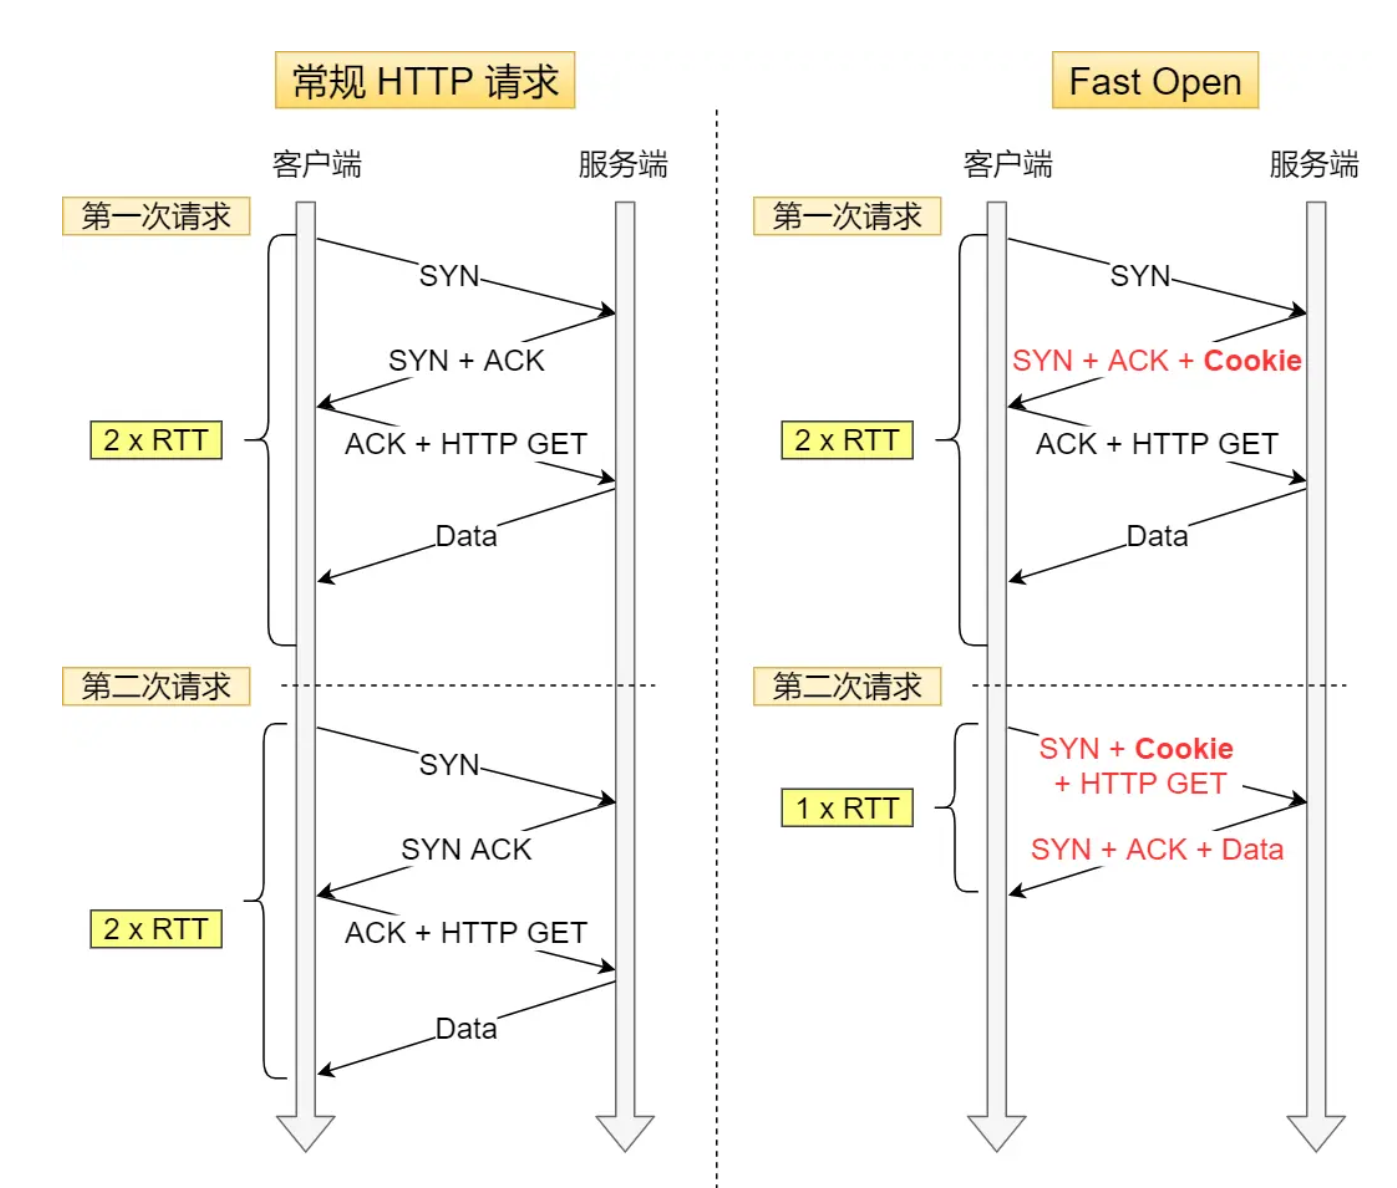 常规 HTTP 请求
客户端
服务端
第一次请求
SYN
SYN + ACK
2 x RTT
ACK + HTTP GET
Data
第二次请求
SYN
SYN ACK
2 x RTT
ACK + HTTP GET
Data
Fast Open
客户端
服务端
第一次请求
SYN
SYN + ACK + Cookie
2 x RTT
ACK + HTTP GET
Data
第二次请求
SYN + Cookie
+ HTTP GET
1 x RTT
SYN + ACK + Data